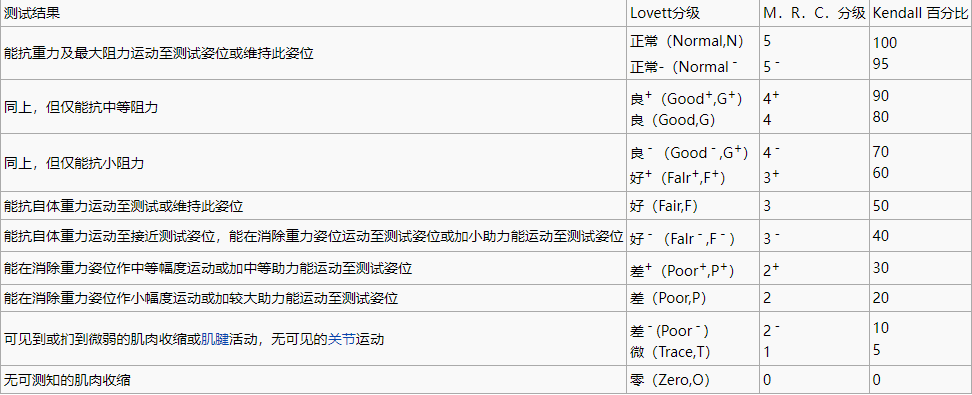 测试结果 Lovett分级 M．R．C．分级 Kendall 百分比
能抗重力及最大阻力运动至测试姿位或维持此姿位 正常（Normal,N） 5 100
正常-（Normal⁻ 5⁻ 95
同上，但仅能抗中等阻力 良⁺（Good⁺,G⁺） 4⁺ 90
良（Good,G） 4 80
同上，但仅能抗小阻力 良⁻（Good⁻,G⁺） 4⁻ 70
好⁺（Falr⁺,F⁺） 3⁺ 60
能抗自体重力运动至测试或维持此姿位 好（Fair,F） 3 50
能抗自体重力运动至接近测试姿位，能在消除重力姿位运动至测试姿位或加小助力能运动至测试姿位 好⁻（Falr⁻,F⁻） 3⁻ 40
能在消除重力姿位作中等幅度运动或加中等助力能运动至测试姿位 差⁺（Poor⁺,P⁺） 2⁺ 30
能在消除重力姿位作小幅度运动或加较大助力能运动至测试姿位 差（Poor,P） 2 20
可见到或扪到微弱的肌肉收缩或肌腱活动，无可见的关节运动 差⁻(Poor⁻） 2⁻ 10
微（Trace,T） 1 5
无可测知的肌肉收缩 零（Zero,O） 0 0